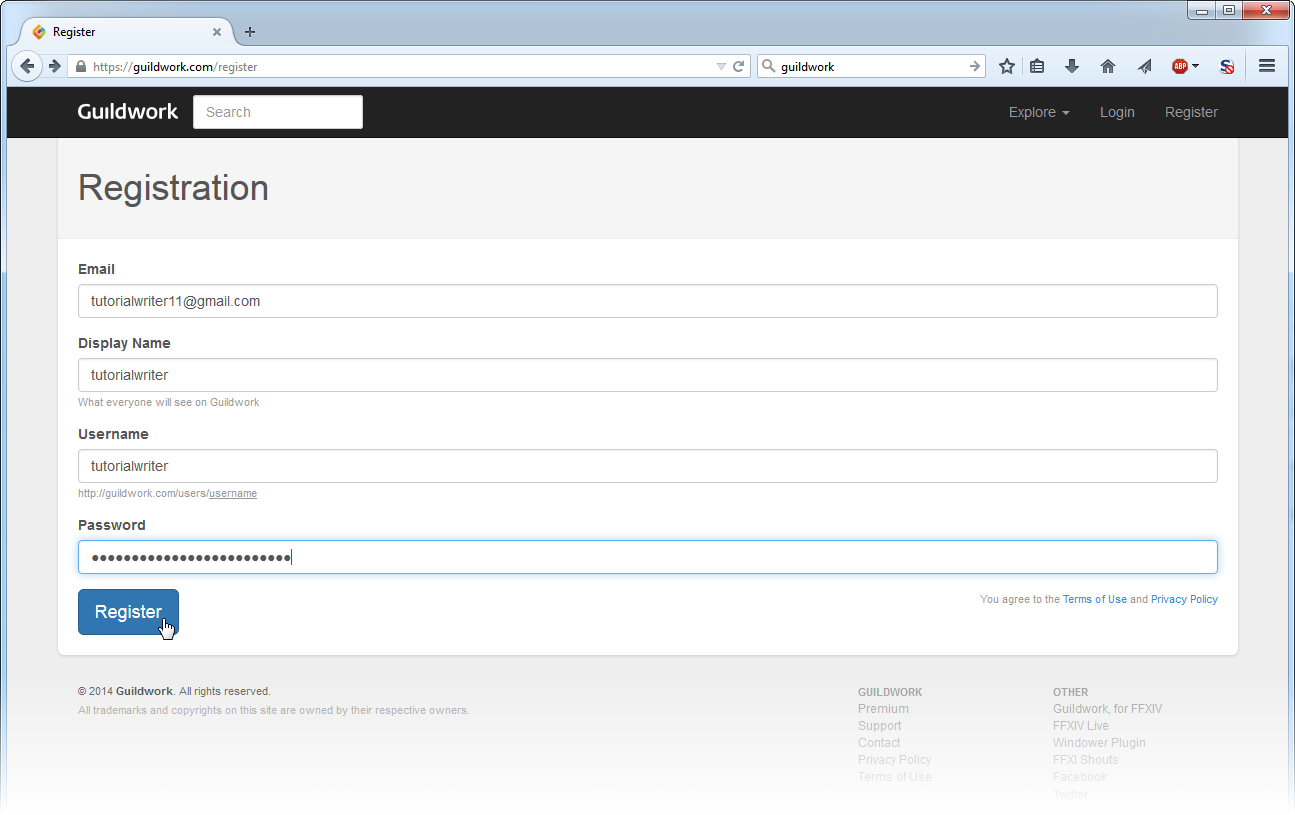 Register
https://guildwork.com/register
guildwork
ABP
Guildwork
Search
Explore
Login
Register
Registration
Email
tutorialwriter11@gmail.com
Display Name
tutorialwriter
What everyone will see on Guildwork
Username
tutorialwriter
http://guildwork.com/users/username
Password
•••••••••••••••••••••••••
Register
You agree to the Terms of Use and Privacy Policy
© 2014 Guildwork. All rights reserved.
All trademarks and copyrights on this site are owned by their respective owners.
GUILDWORK
Premium
Support
Contact
Privacy Policy
Terms of Use
OTHER
Guildwork, for FFXIV
FFXIV Live
Windower Plugin
FFXI Shouts
Facebook
Twitter